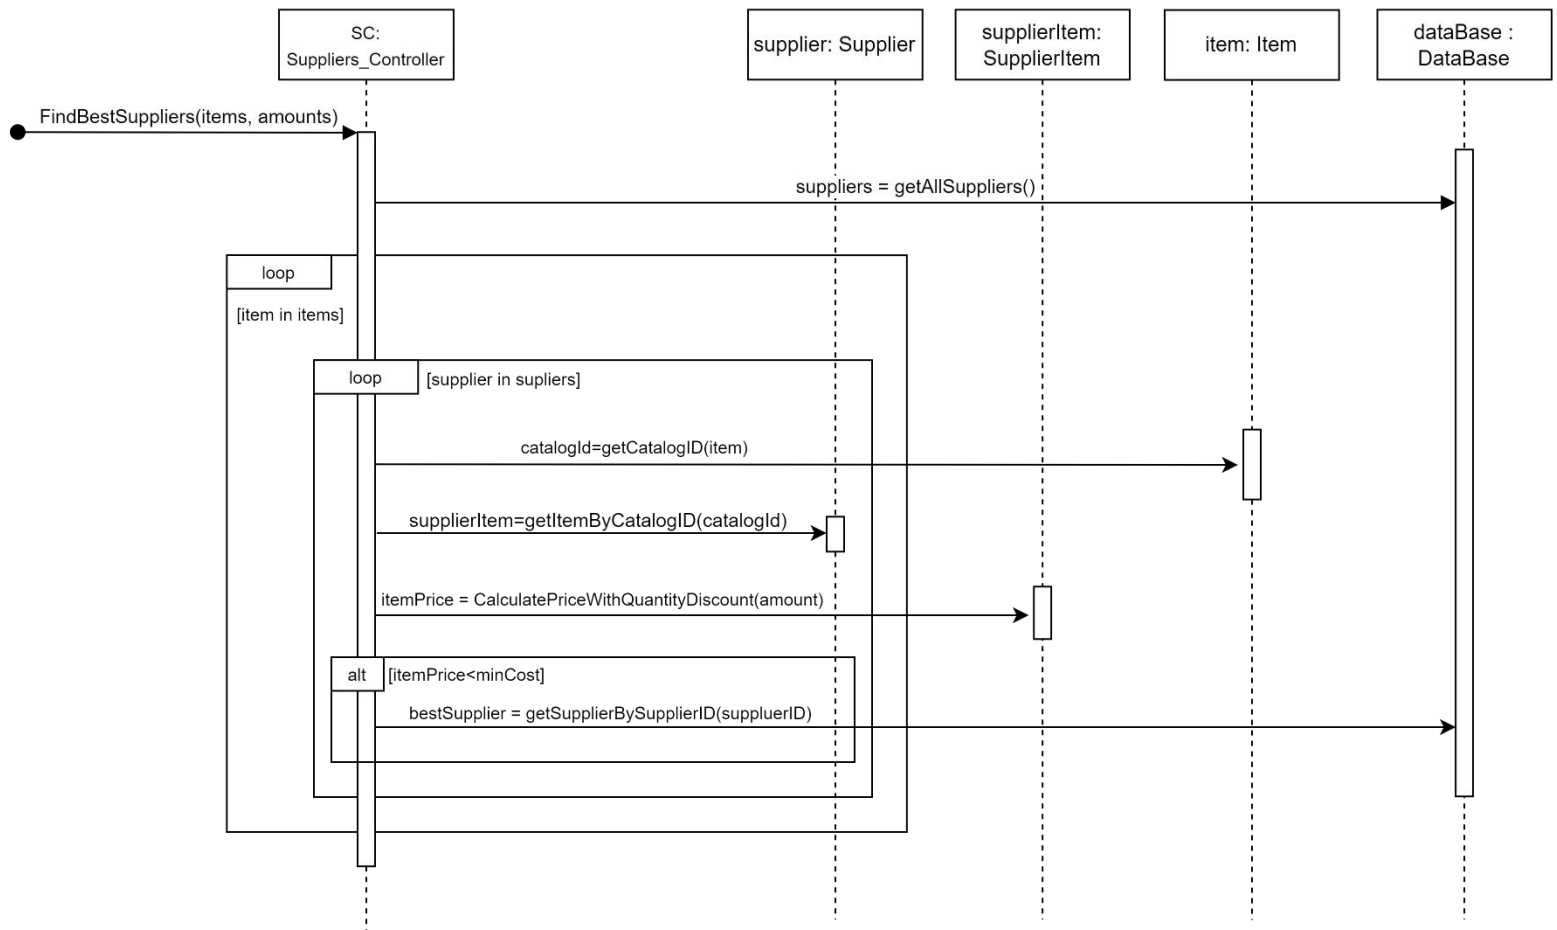 SC:
Suppliers_Controller
supplier: Supplier
supplierItem:
SupplierItem
item: Item
dataBase :
DataBase
FindBestSuppliers(items, amounts)
suppliers = getAllSuppliers()
loop
[item in items]
loop
[supplier in supliers]
catalogId=getCatalogID(item)
supplierItem=getItemByCatalogID(catalogId)
itemPrice = CalculatePriceWithQuantityDiscount(amount)
alt
[itemPrice<minCost]
bestSupplier = getSupplierBySupplierID(suppluerID)